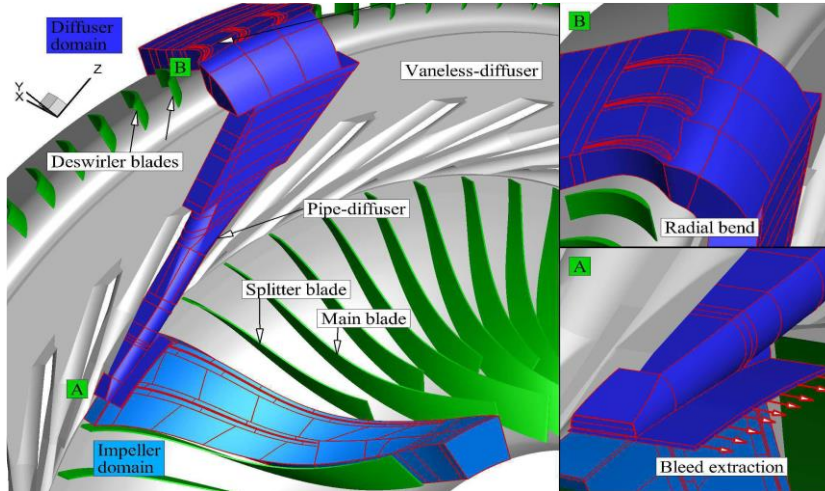 Diffuser
domain
B
Z
Y
X
Vaneless-diffuser
Deswirler blades
Pipe-diffuser
Splitter blade
Main blade
A
Impeller
domain
B
Radial bend
A
Bleed extraction